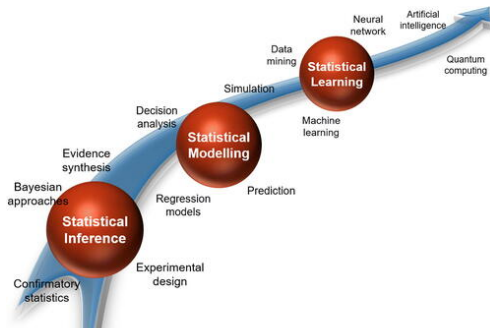 Artificial
intelligence
Neural
network
Data
mining
Statistical
Learning
Quantum
computing
Simulation
Decision
analysis
Machine
learning
Statistical
Modelling
Evidence
synthesis
Prediction
Bayesian
approaches
Regression
models
Statistical
Inference
Experimental
design
Confirmatory
statistics